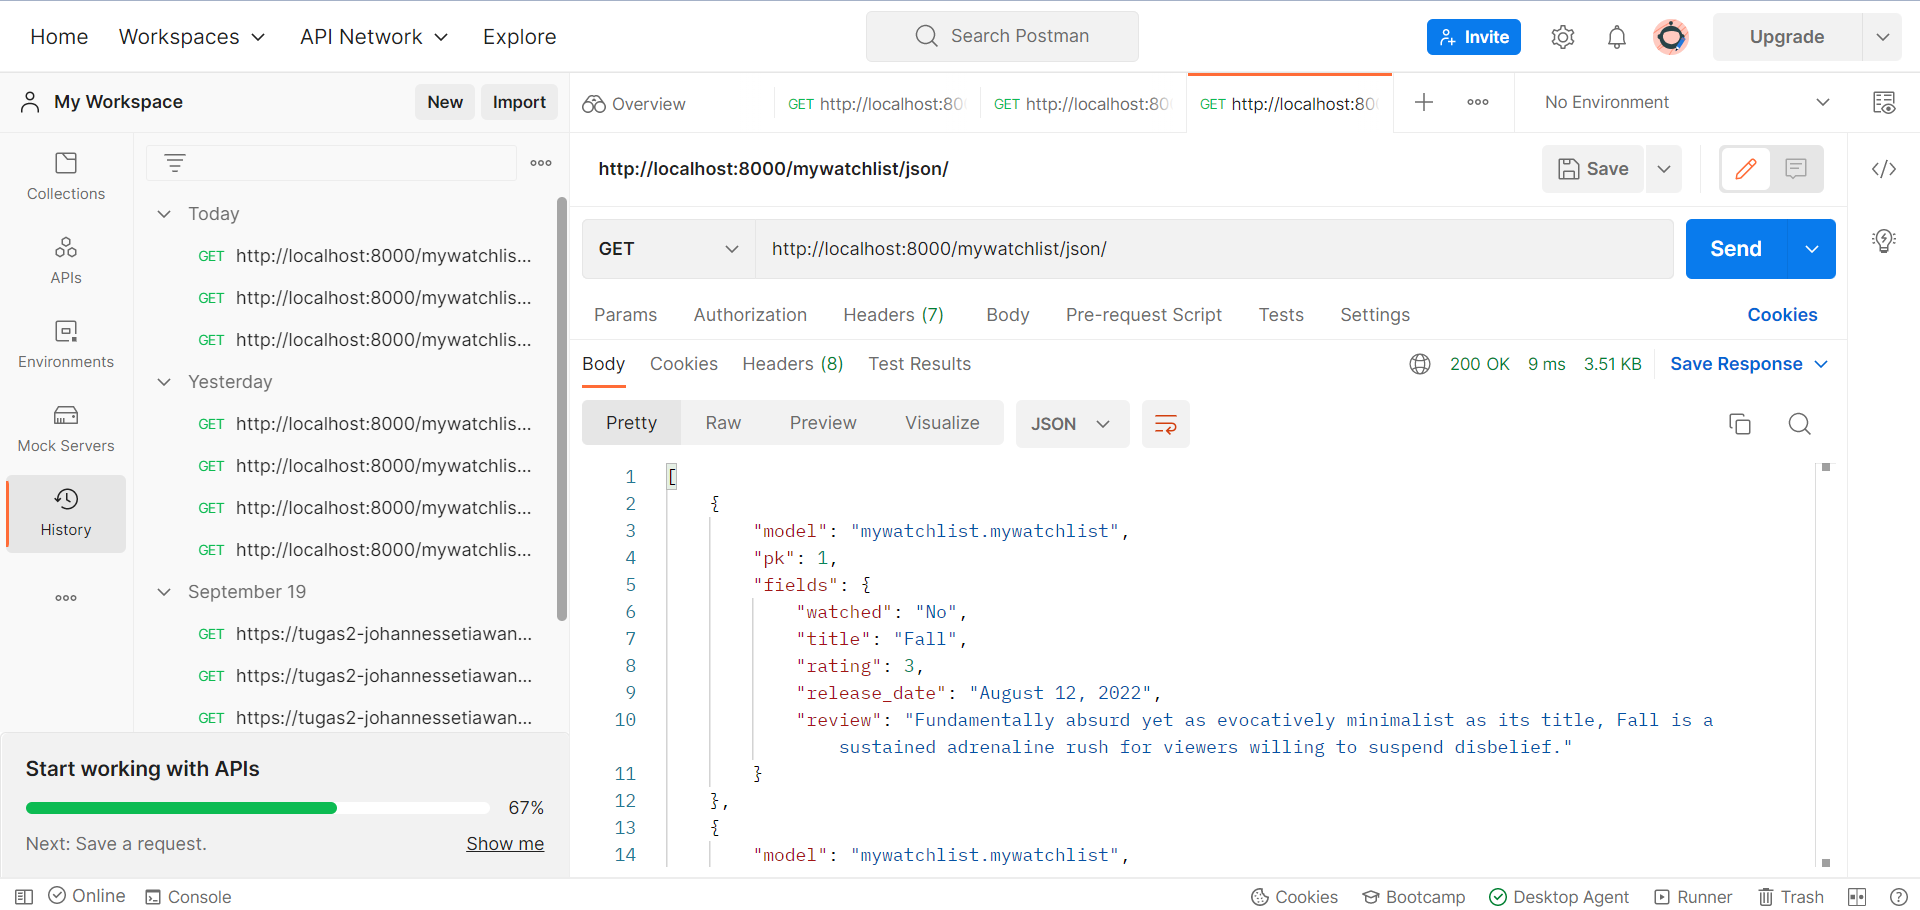 Home Workspaces API Network Explore Search Postman Invite Upgrade
My Workspace New Import Overview GET http://localhost:80 GET http://localhost:80 GET http://localhost:80 No Environment
Collections
APIs
Environments
Mock Servers
History
Today
GET http://localhost:8000/mywatchlis...
GET http://localhost:8000/mywatchlis...
GET http://localhost:8000/mywatchlis...
Yesterday
GET http://localhost:8000/mywatchlis...
GET http://localhost:8000/mywatchlis...
GET http://localhost:8000/mywatchlis...
GET http://localhost:8000/mywatchlis...
September 19
GET https://tugas2-johannessetiawan...
GET https://tugas2-johannessetiawan...
GET https://tugas2-johannessetiawan...
Start working with APIs
67%
Next: Save a request. Show me
http://localhost:8000/mywatchlist/json/ Save
GET http://localhost:8000/mywatchlist/json/ Send
Params Authorization Headers (7) Body Pre-request Script Tests Settings Cookies
Body Cookies Headers (8) Test Results 200 OK 9 ms 3.51 KB Save Response
Pretty Raw Preview Visualize JSON
1 [
2 {
3 "model": "mywatchlist.mywatchlist",
4 "pk": 1,
5 "fields": {
6 "watched": "No",
7 "title": "Fall",
8 "rating": 3,
9 "release_date": "August 12, 2022",
10 "review": "Fundamentally absurd yet as evocatively minimalist as its title, Fall is a
sustained adrenaline rush for viewers willing to suspend disbelief."
11 }
12 },
13 {
14 "model": "mywatchlist.mywatchlist",
Online Console Cookies Bootcamp Desktop Agent Runner Trash